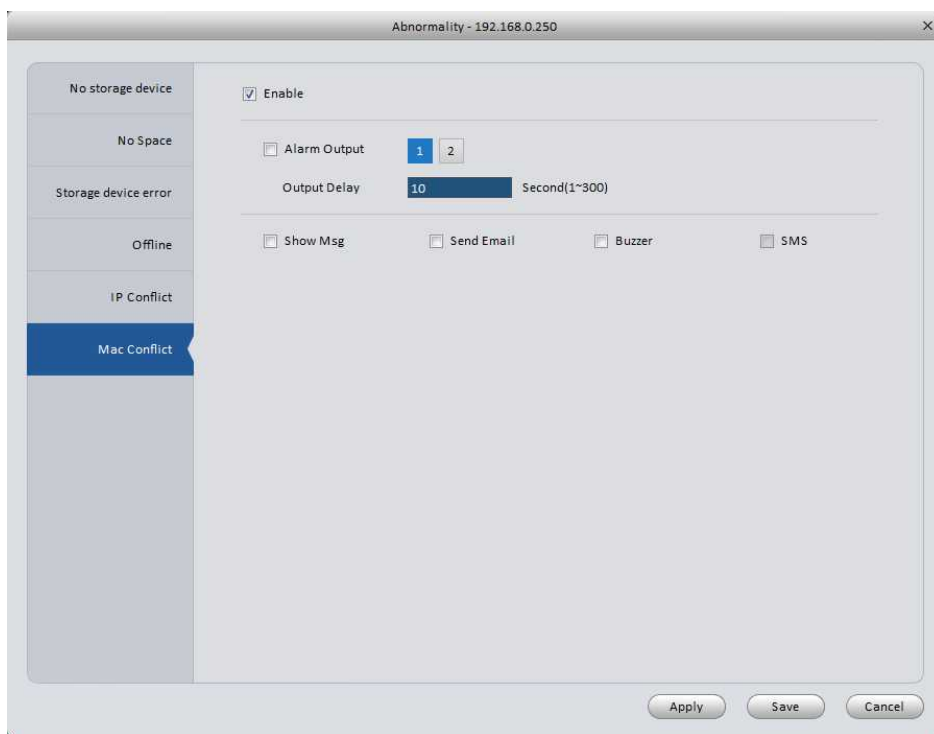 Abnormality - 192.168.0.250
No storage device
No Space
Storage device error
Offline
IP Conflict
Mac Conflict
Enable
Alarm Output 1 2
Output Delay 10 Second(1~300)
Show Msg Send Email Buzzer SMS
Apply Save Cancel